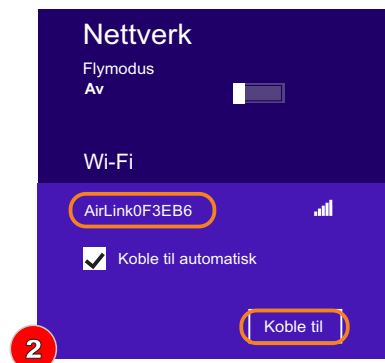 Nettverk
Flymodus
Av
Wi-Fi
AirLink0F3EB6
Koble til automatisk
Koble til
2